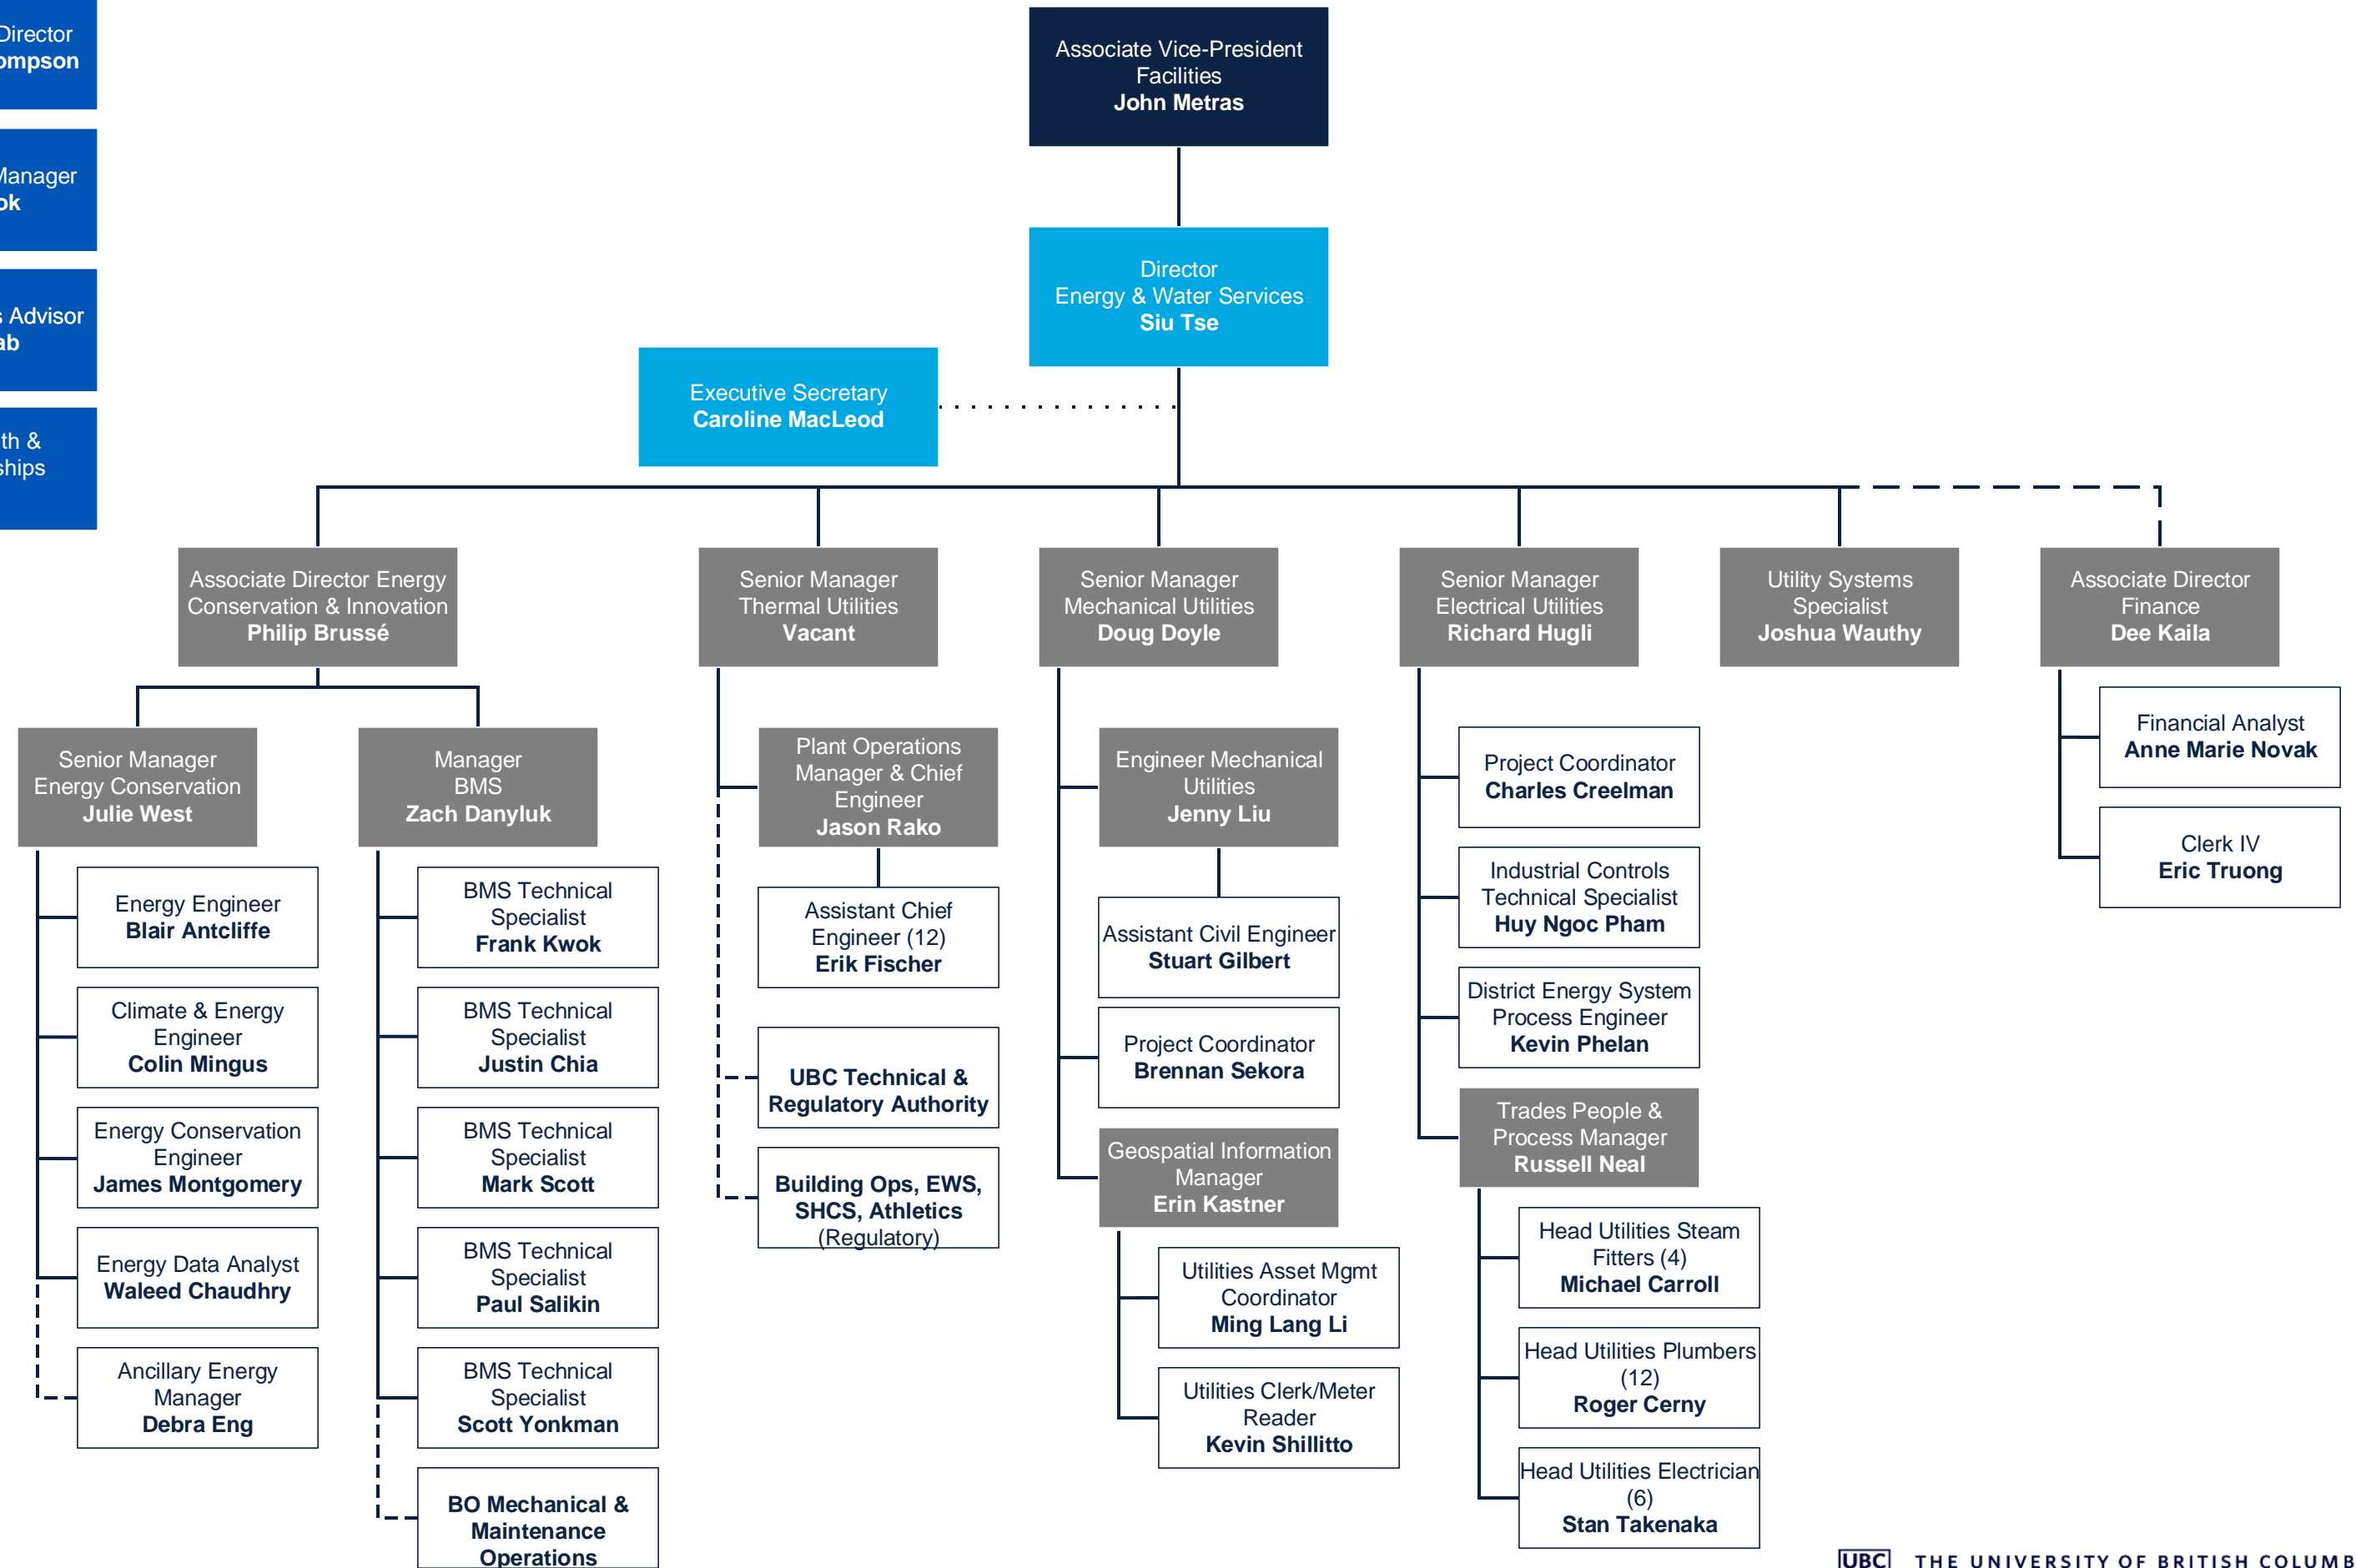 Director
Manager
Advisor
Associate Vice-President
Facilities
John Metras
Director
Energy & Water Services
Siu Tse
Executive Secretary
Caroline MacLeod
Associate Director Energy
Conservation & Innovation
Philip Brussé
Senior Manager
Thermal Utilities
Vacant
Senior Manager
Mechanical Utilities
Doug Doyle
Senior Manager
Electrical Utilities
Richard Hugli
Utility Systems
Specialist
Joshua Wauthy
Associate Director
Finance
Dee Kaila
Senior Manager
Energy Conservation
Julie West
Energy Engineer
Blair Antcliffe
Climate & Energy
Engineer
Colin Mingus
Energy Conservation
Engineer
James Montgomery
Energy Data Analyst
Waleed Chaudhry
Ancillary Energy
Manager
Debra Eng
Manager
BMS
Zach Danyluk
BMS Technical
Specialist
Frank Kwok
BMS Technical
Specialist
Justin Chia
BMS Technical
Specialist
Mark Scott
BMS Technical
Specialist
Paul Salikin
BMS Technical
Specialist
Scott Yonkman
BO Mechanical &
Maintenance
Operations
Plant Operations
Manager & Chief
Engineer
Jason Rako
Assistant Chief
Engineer (12)
Erik Fischer
UBC Technical &
Regulatory Authority
Building Ops, EWS,
SHCS, Athletics
(Regulatory)
Engineer Mechanical
Utilities
Jenny Liu
Assistant Civil Engineer
Stuart Gilbert
Project Coordinator
Brennan Sekora
Geospatial Information
Manager
Erin Kastner
Utilities Asset Mgmt
Coordinator
Ming Lang Li
Utilities Clerk/Meter
Reader
Kevin Shillitto
Project Coordinator
Charles Creelman
Industrial Controls
Technical Specialist
Huy Ngoc Pham
District Energy System
Process Engineer
Kevin Phelan
Trades People &
Process Manager
Russell Neal
Head Utilities Steam
Fitters (4)
Michael Carroll
Head Utilities Plumbers
(12)
Roger Cerny
Head Utilities Electrician
(6)
Stan Takenaka
Financial Analyst
Anne Marie Novak
Clerk IV
Eric Truong
UBC THE UNIVERSITY OF BRITISH COLUMB